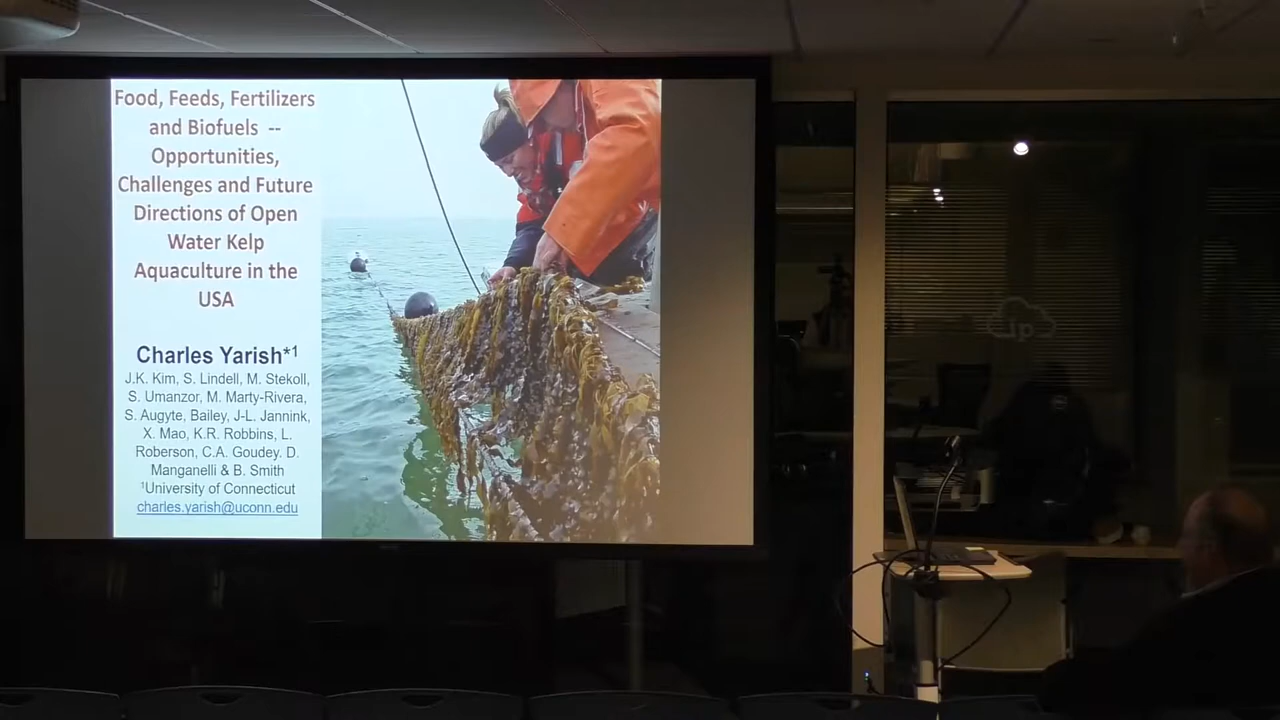 Food, Feeds, Fertilizers
and Biofuels --
Opportunities,
Challenges and Future
Directions of Open
Water Kelp
Aquaculture in the
USA
Charles Yarish*¹
J.K. Kim, S. Lindell, M. Stekoll,
S. Umanzor, M. Marty-Rivera,
S. Augyte, Bailey, J-L. Jannink,
X. Mao, K.R. Robbins, L.
Roberson, C.A. Goudey. D.
Manganelli & B. Smith
¹University of Connecticut
charles.yarish@uconn.edu